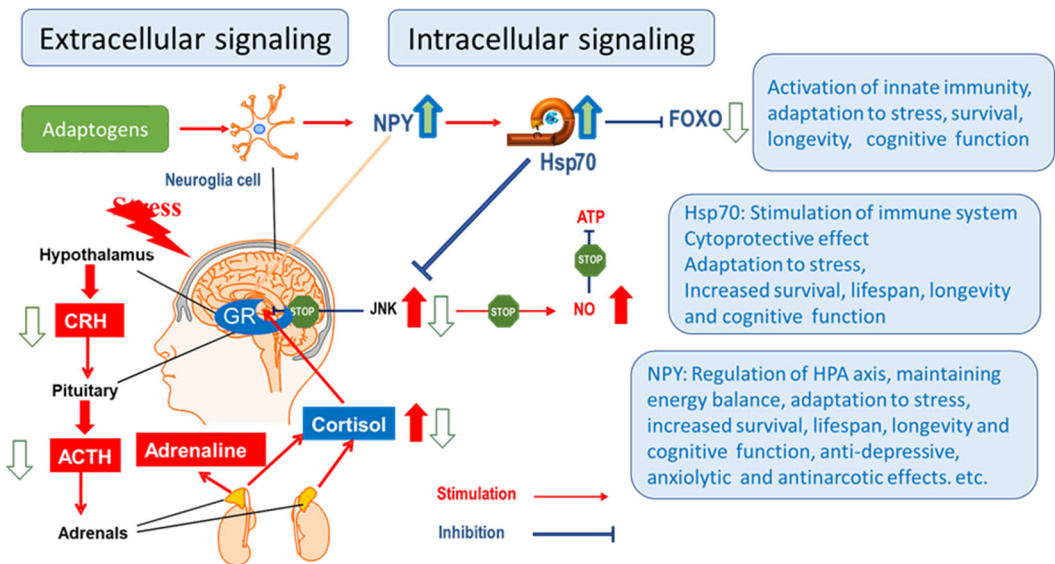 Extracellular signaling
Intracellular signaling
Adaptogens
Neuroglia cell
NPY
Hsp70
FOXO
Activation of innate immunity,
adaptation to stress, survival,
longevity, cognitive function
Stress
Hypothalamus
CRH
Pituitary
ACTH
Adrenals
Adrenaline
GR
STOP
JNK
STOP
NO
STOP
ATP
Cortisol
Hsp70: Stimulation of immune system
Cytoprotective effect
Adaptation to stress,
Increased survival, lifespan, longevity
and cognitive function
NPY: Regulation of HPA axis, maintaining
energy balance, adaptation to stress,
increased survival, lifespan, longevity and
cognitive function, anti-depressive,
anxiolytic and antinarcotic effects. etc.
Stimulation
Inhibition